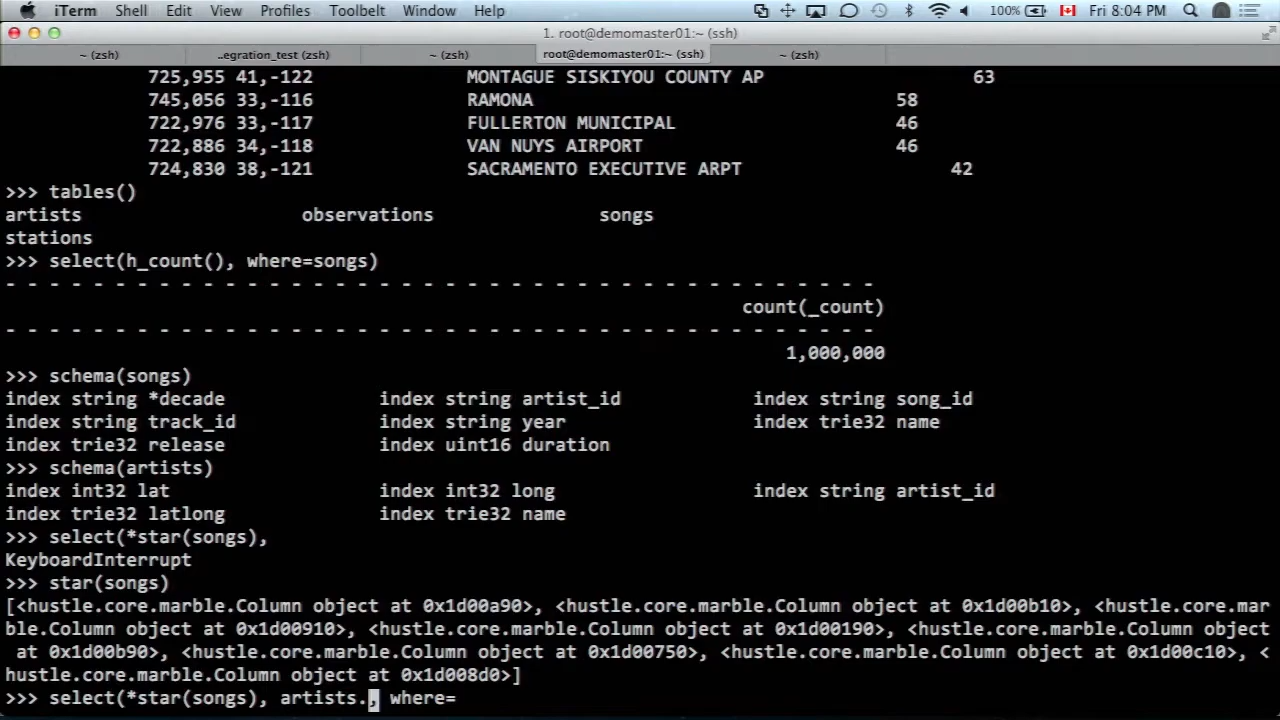 iTerm Shell Edit View Profiles Toolbelt Window Help 100% Fri 8:04 PM
1. root@demomaster01:~ (ssh)
~ (zsh) ..egration_test (zsh) ~ (zsh) root@demomaster01:~ (ssh) ~ (zsh)
725,955 41,-122 MONTAGUE SISKIYOU COUNTY AP 63
745,056 33,-116 RAMONA 58
722,976 33,-117 FULLERTON MUNICIPAL 46
722,886 34,-118 VAN NUYS AIRPORT 46
724,830 38,-121 SACRAMENTO EXECUTIVE ARPT 42
>>> tables()
artists observations songs
stations
>>> select(h_count(), where=songs)
- - - - - - - - - - - - - - - - - - - - - - - - - - - - - - - - - - - - - - - -
count(_count)
- - - - - - - - - - - - - - - - - - - - - - - - - - - - - - - - - - - - - - - -
1,000,000
>>> schema(songs)
index string *decade index string artist_id index string song_id
index string track_id index string year index trie32 name
index trie32 release index uint16 duration
>>> schema(artists)
index int32 lat index int32 long index string artist_id
index trie32 latlong index trie32 name
>>> select(*star(songs),
KeyboardInterrupt
>>> star(songs)
[<hustle.core.marble.Column object at 0x1d00a90>, <hustle.core.marble.Column object at 0x1d00b10>, <hustle.core.mar
ble.Column object at 0x1d00910>, <hustle.core.marble.Column object at 0x1d00190>, <hustle.core.marble.Column object
at 0x1d00b90>, <hustle.core.marble.Column object at 0x1d00750>, <hustle.core.marble.Column object at 0x1d00c10>, <
hustle.core.marble.Column object at 0x1d008d0>]
>>> select(*star(songs), artists., where=